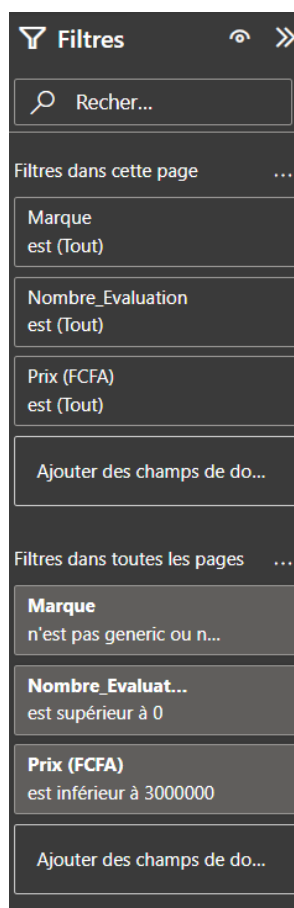 Filtres
Recher...
Filtres dans cette page ...
Marque
est (Tout)
Nombre_Evaluation
est (Tout)
Prix (FCFA)
est (Tout)
Ajouter des champs de do...
Filtres dans toutes les pages ...
Marque
n'est pas generic ou n...
Nombre_Evaluat...
est supérieur à 0
Prix (FCFA)
est inférieur à 3000000
Ajouter des champs de do...